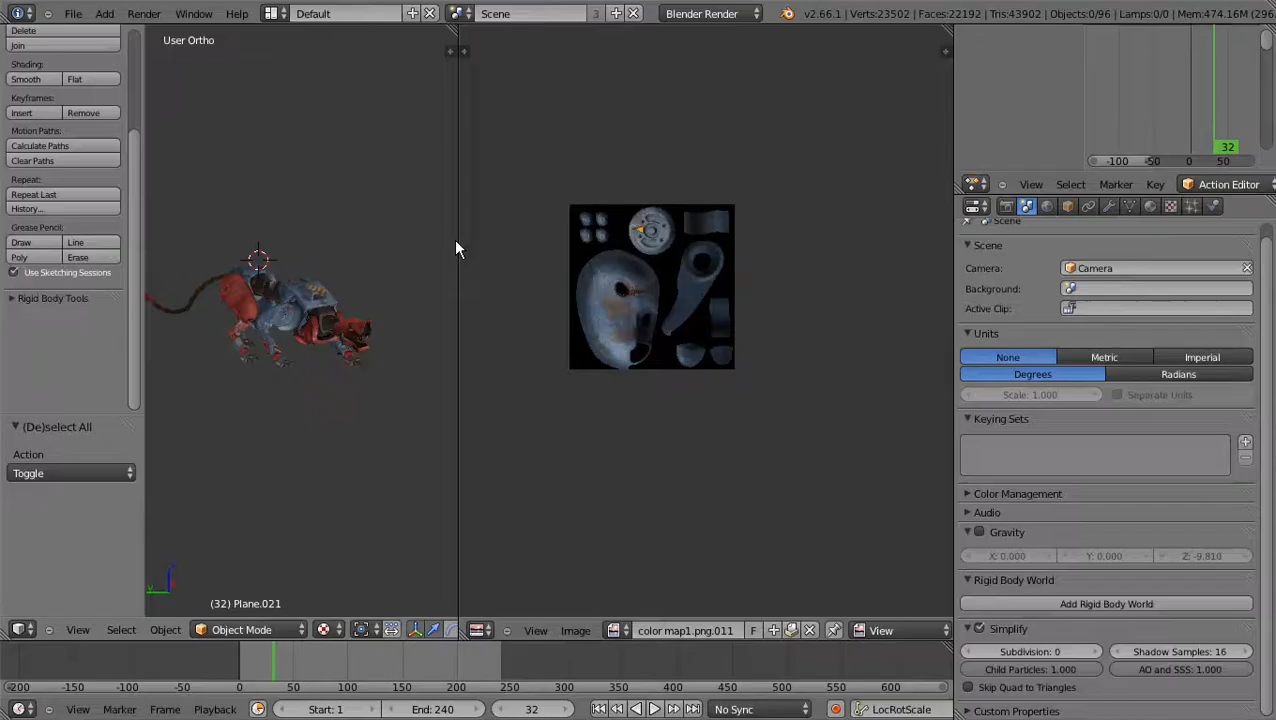 File Add Render Window Help Default Scene 3 Blender Render v2.66.1 | Verts:23502 | Faces:22192 | Tris:43902 | Objects:0/96 | Lamps:0/0 | Mem:474.16M (296
Delete
Join
Shading:
Smooth Flat
Keyframes:
Insert Remove
Motion Paths:
Calculate Paths
Clear Paths
Repeat:
Repeat Last
History...
Grease Pencil:
Draw Line
Poly Erase
Use Sketching Sessions
Rigid Body Tools
(De)select All
Action
Toggle
User Ortho
(32) Plane.021
View Select Object Object Mode
View Image color map1.png.011 F View
32
-100 -50 0 50
View Select Marker Key Action Editor
Scene
Scene
Camera: Camera
Background:
Active Clip:
Units
None Metric Imperial
Degrees Radians
Scale: 1.000 Separate Units
Keying Sets
Color Management
Audio
Gravity
X: 0.000 Y: 0.000 Z: -9.810
Rigid Body World
Add Rigid Body World
Simplify
Subdivision: 0 Shadow Samples: 16
Child Particles: 1.000 AO and SSS: 1.000
Skip Quad to Triangles
Custom Properties
-200 -150 -100 -50 0 50 100 150 200 250 300 350 400 450 500 550 600
View Marker Frame Playback Start: 1 End: 240 32 No Sync LocRotScale